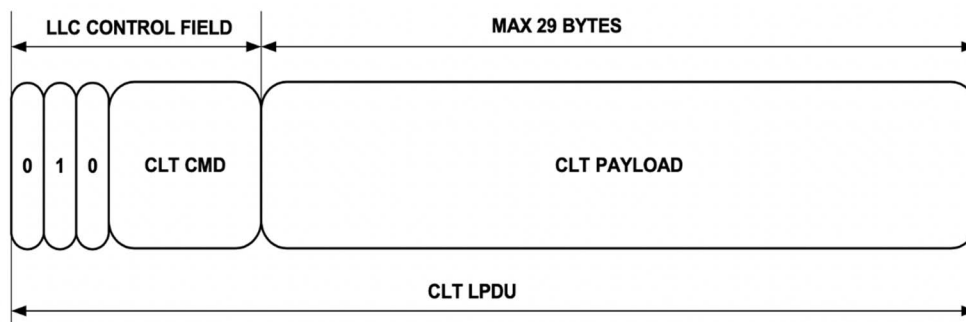 LLC CONTROL FIELD MAX 29 BYTES
0 1 0 CLT CMD CLT PAYLOAD
CLT LPDU